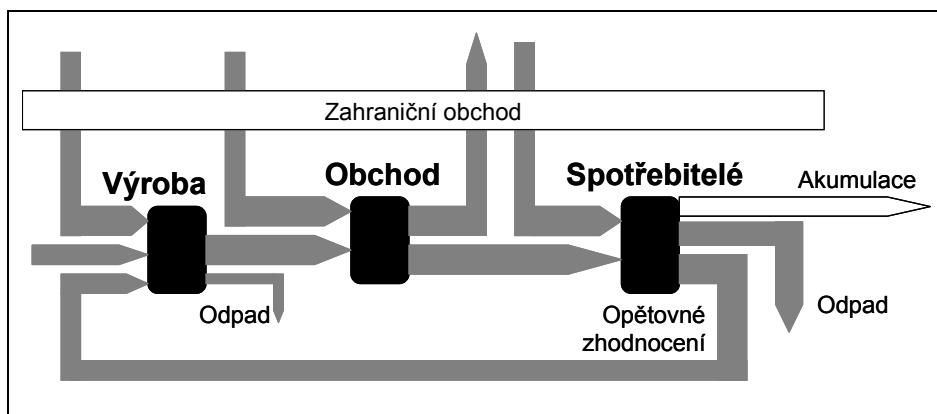 Zahraniční obchod
Výroba
Obchod
Spotřebitelé
Akumulace
Odpad
Odpad
Opětovné
zhodnocení